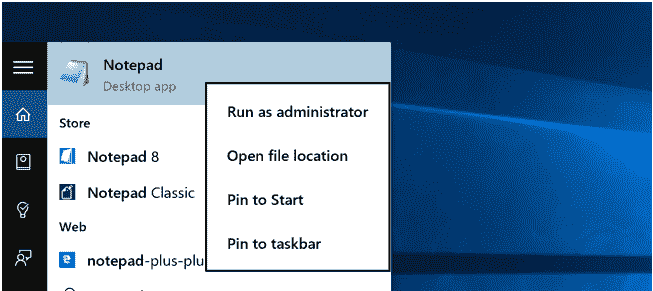 Notepad
Desktop app
Run as administrator
Open file location
Pin to Start
Pin to taskbar
Store
Notepad 8
Notepad Classic
Web
notepad-plus-plu